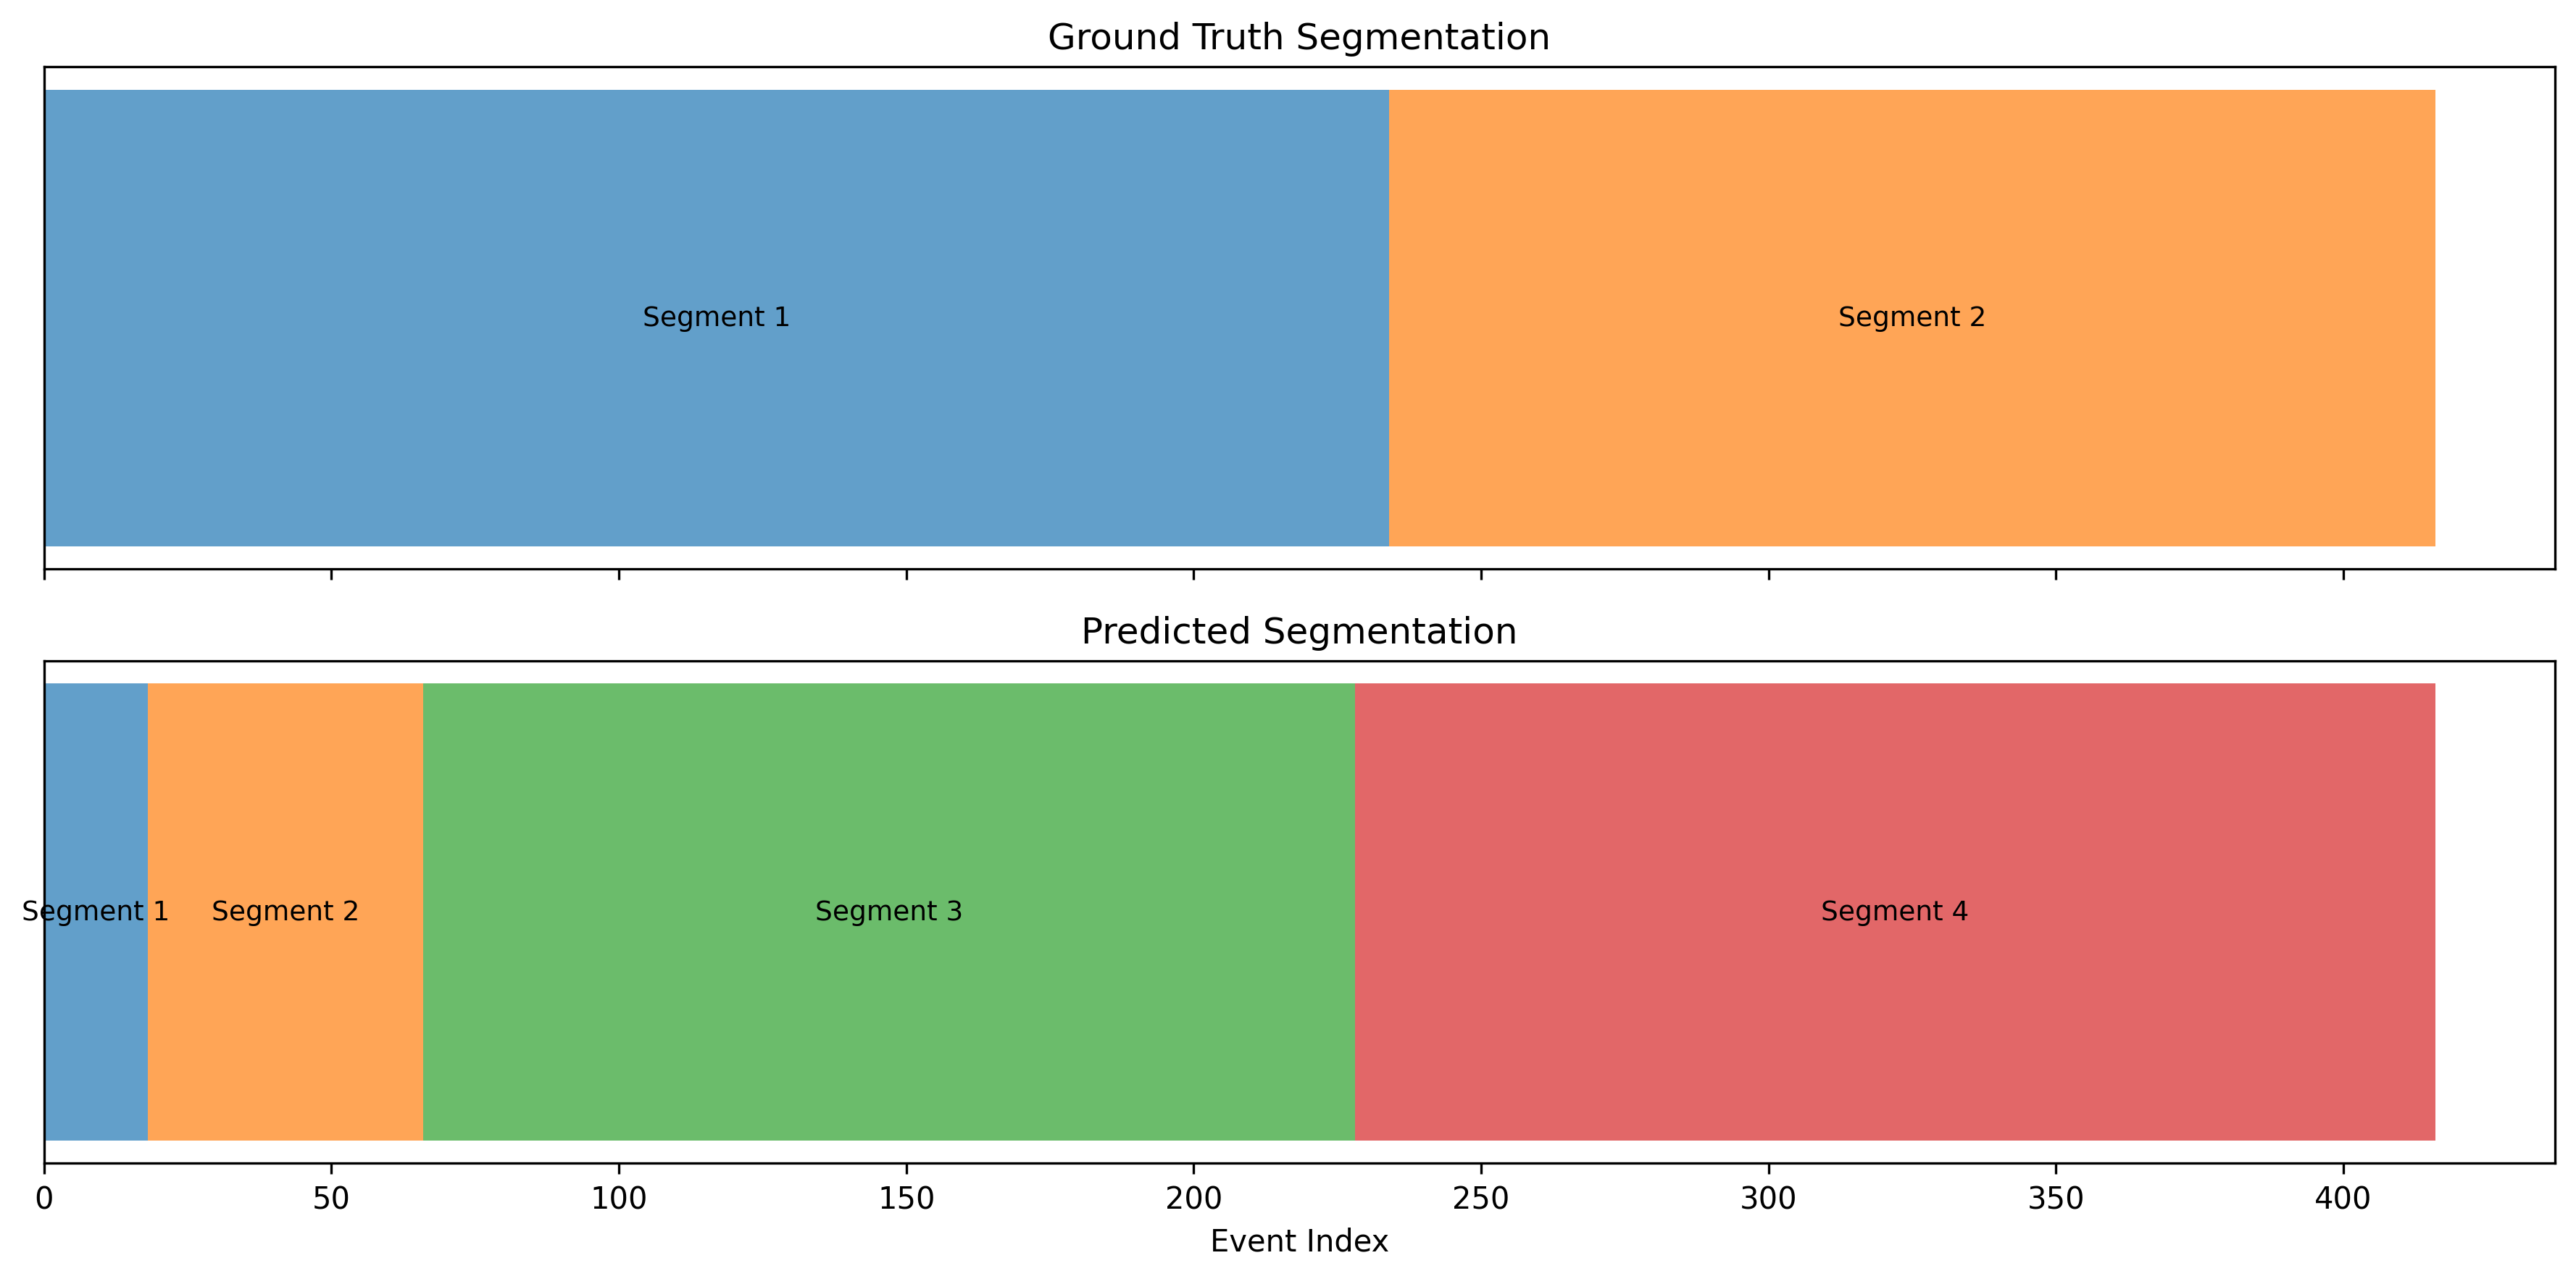 Ground Truth Segmentation
Segment 1 Segment 2
Predicted Segmentation
Segment 1 Segment 2 Segment 3 Segment 4
0 50 100 150 200 250 300 350 400
Event Index